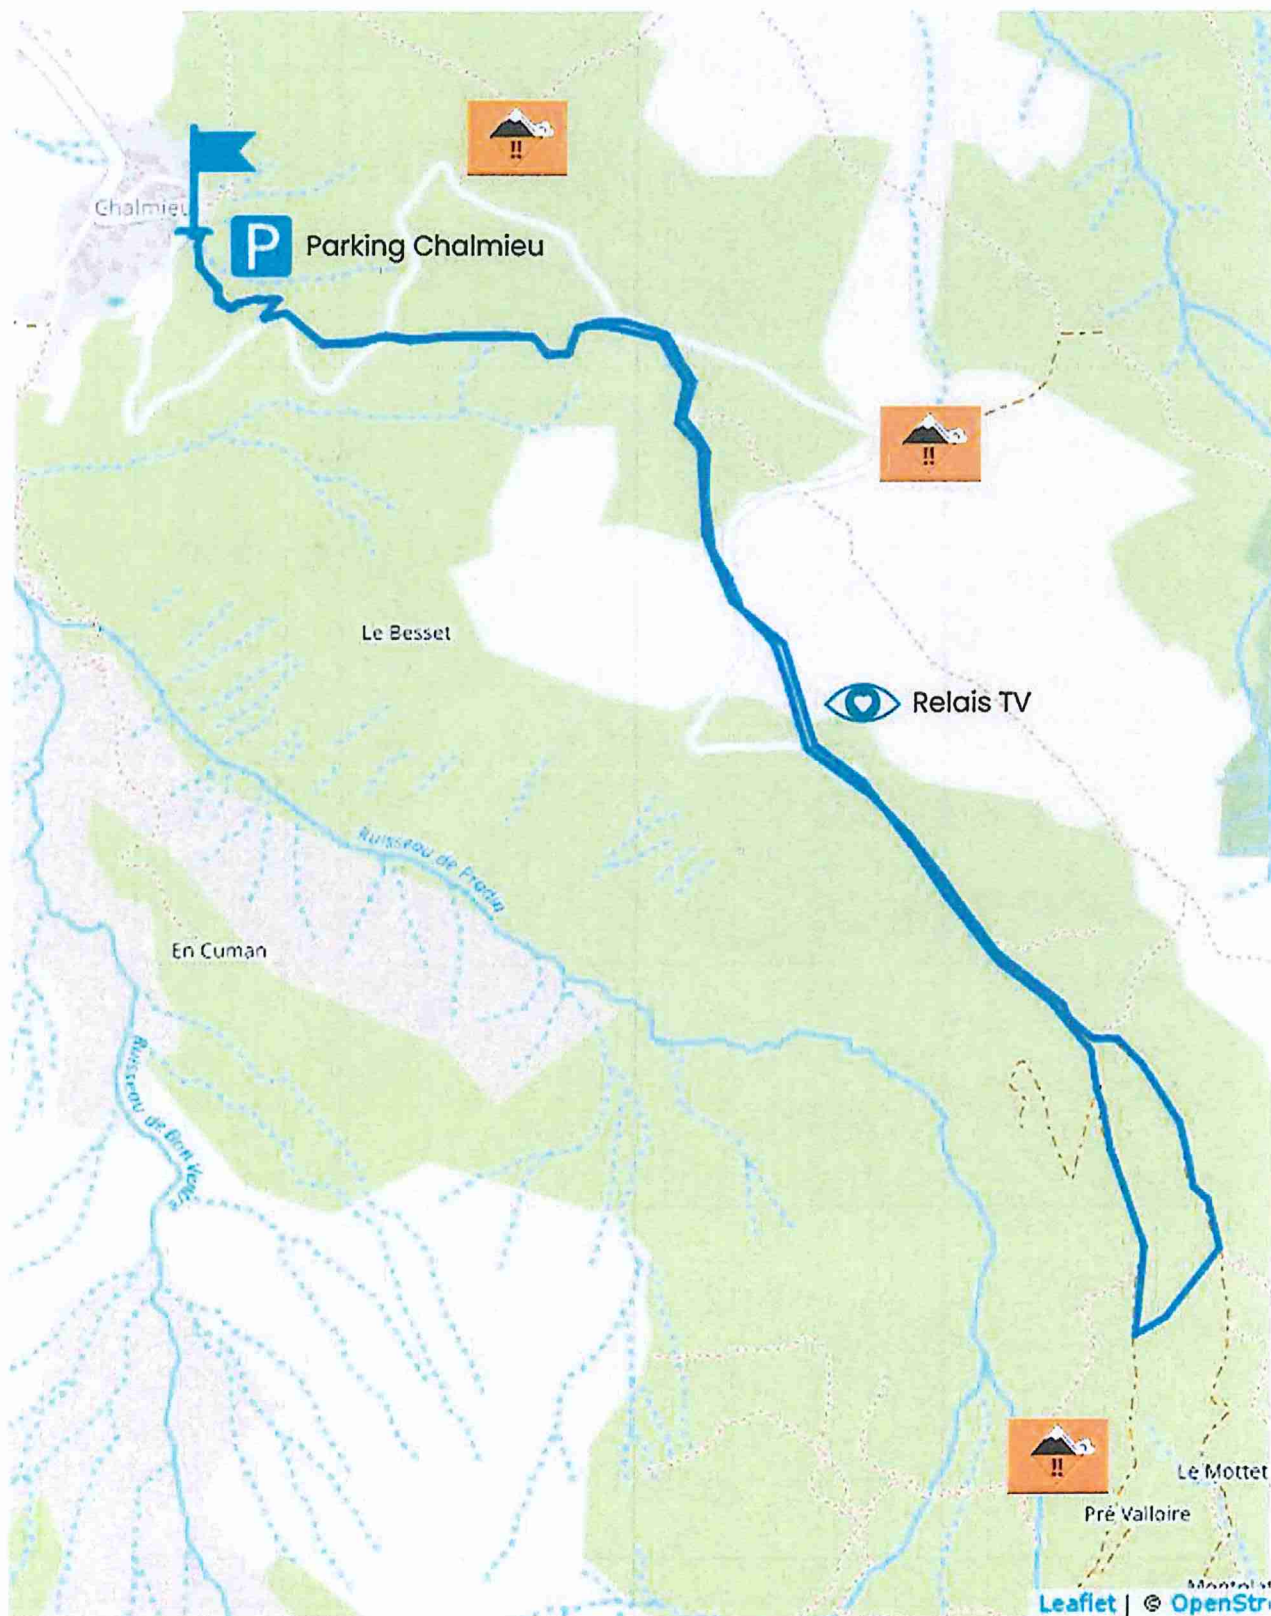 Chalmieu
P Parking Chalmieu
Le Besset
Relais TV
Ruisseau de Pradin
En Cuman
Ruisseau de Bon Vent
!!
!!
!!
Le Mottet
Pré Valloire
Leaflet | © OpenStr